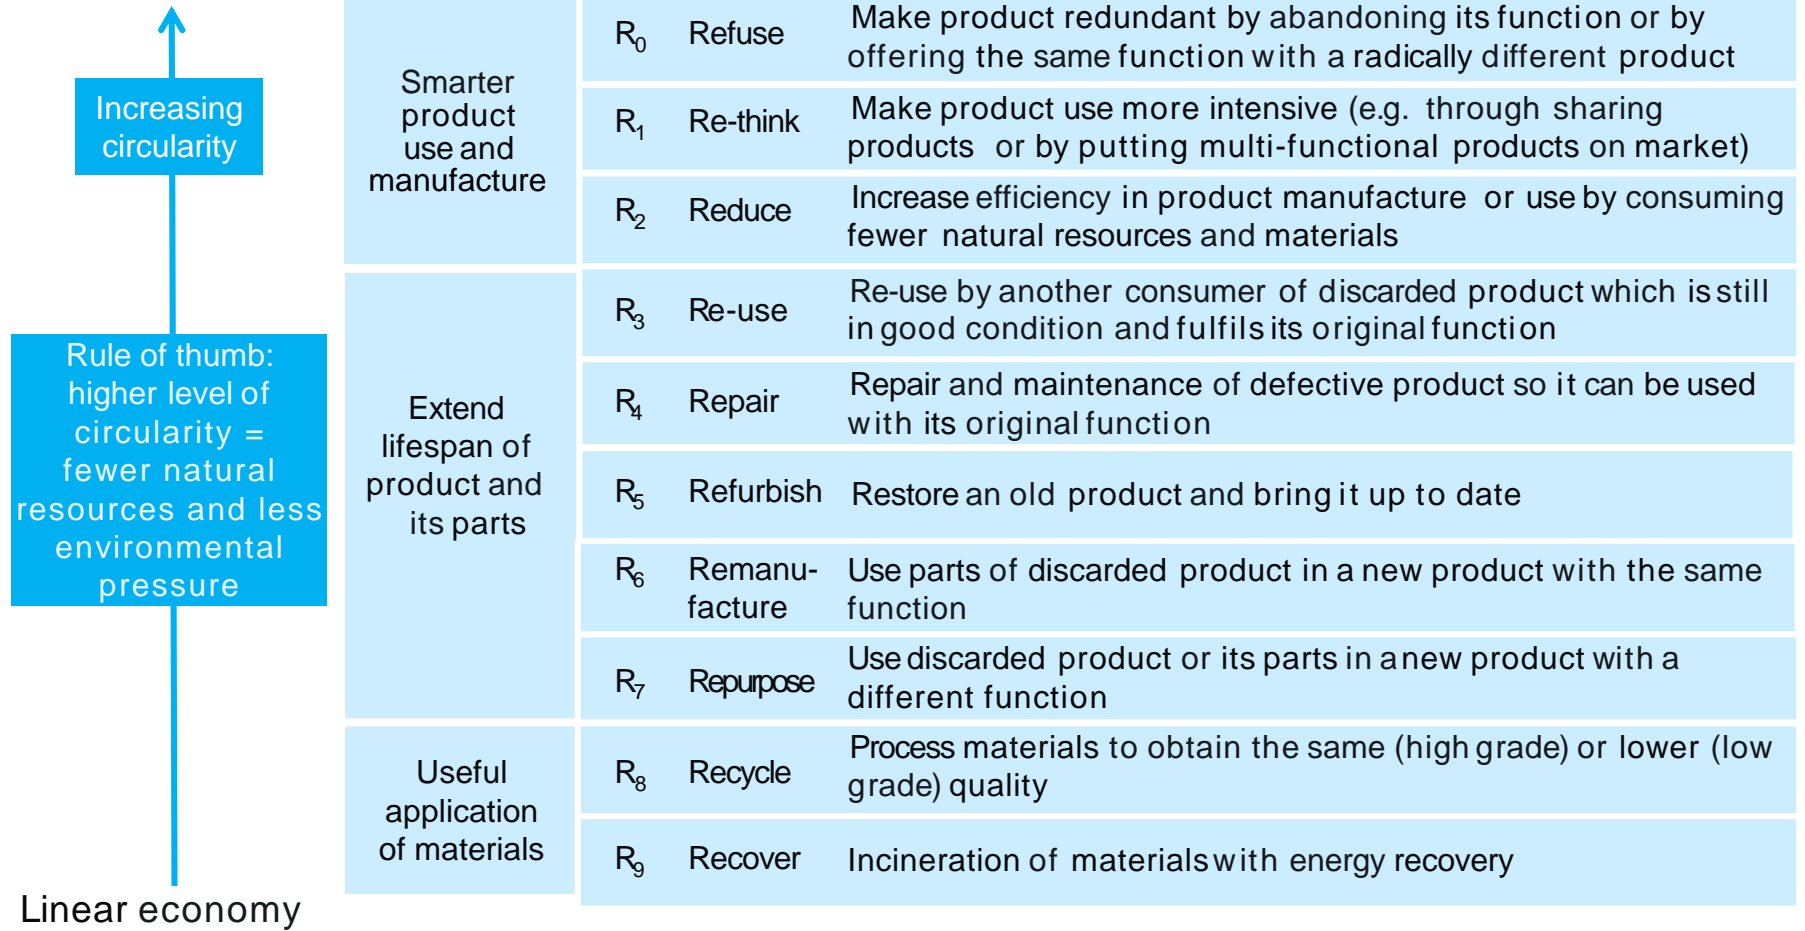 Increasing
circularity
Rule of thumb:
higher level of
circularity =
fewer natural
resources and less
environmental
pressure
Linear economy
Smarter
product
use and
manufacture
R0 Refuse
Make product redundant by abandoning its function or by
offering the same function with a radically different product
R1 Re-think
Make product use more intensive (e.g. through sharing
products or by putting multi-functional products on market)
R2 Reduce
Increase efficiency in product manufacture or use by consuming
fewer natural resources and materials
Extend
lifespan of
product and
its parts
R3 Re-use
Re-use by another consumer of discarded product which is still
in good condition and fulfils its original function
R4 Repair
Repair and maintenance of defective product so it can be used
with its original function
R5 Refurbish Restore an old product and bring it up to date
R6 Remanu-
facture
Use parts of discarded product in a new product with the same
function
R7 Repurpose
Use discarded product or its parts in a new product with a
different function
Useful
application
of materials
R8 Recycle
Process materials to obtain the same (high grade) or lower (low
grade) quality
R9 Recover Incineration of materials with energy recovery